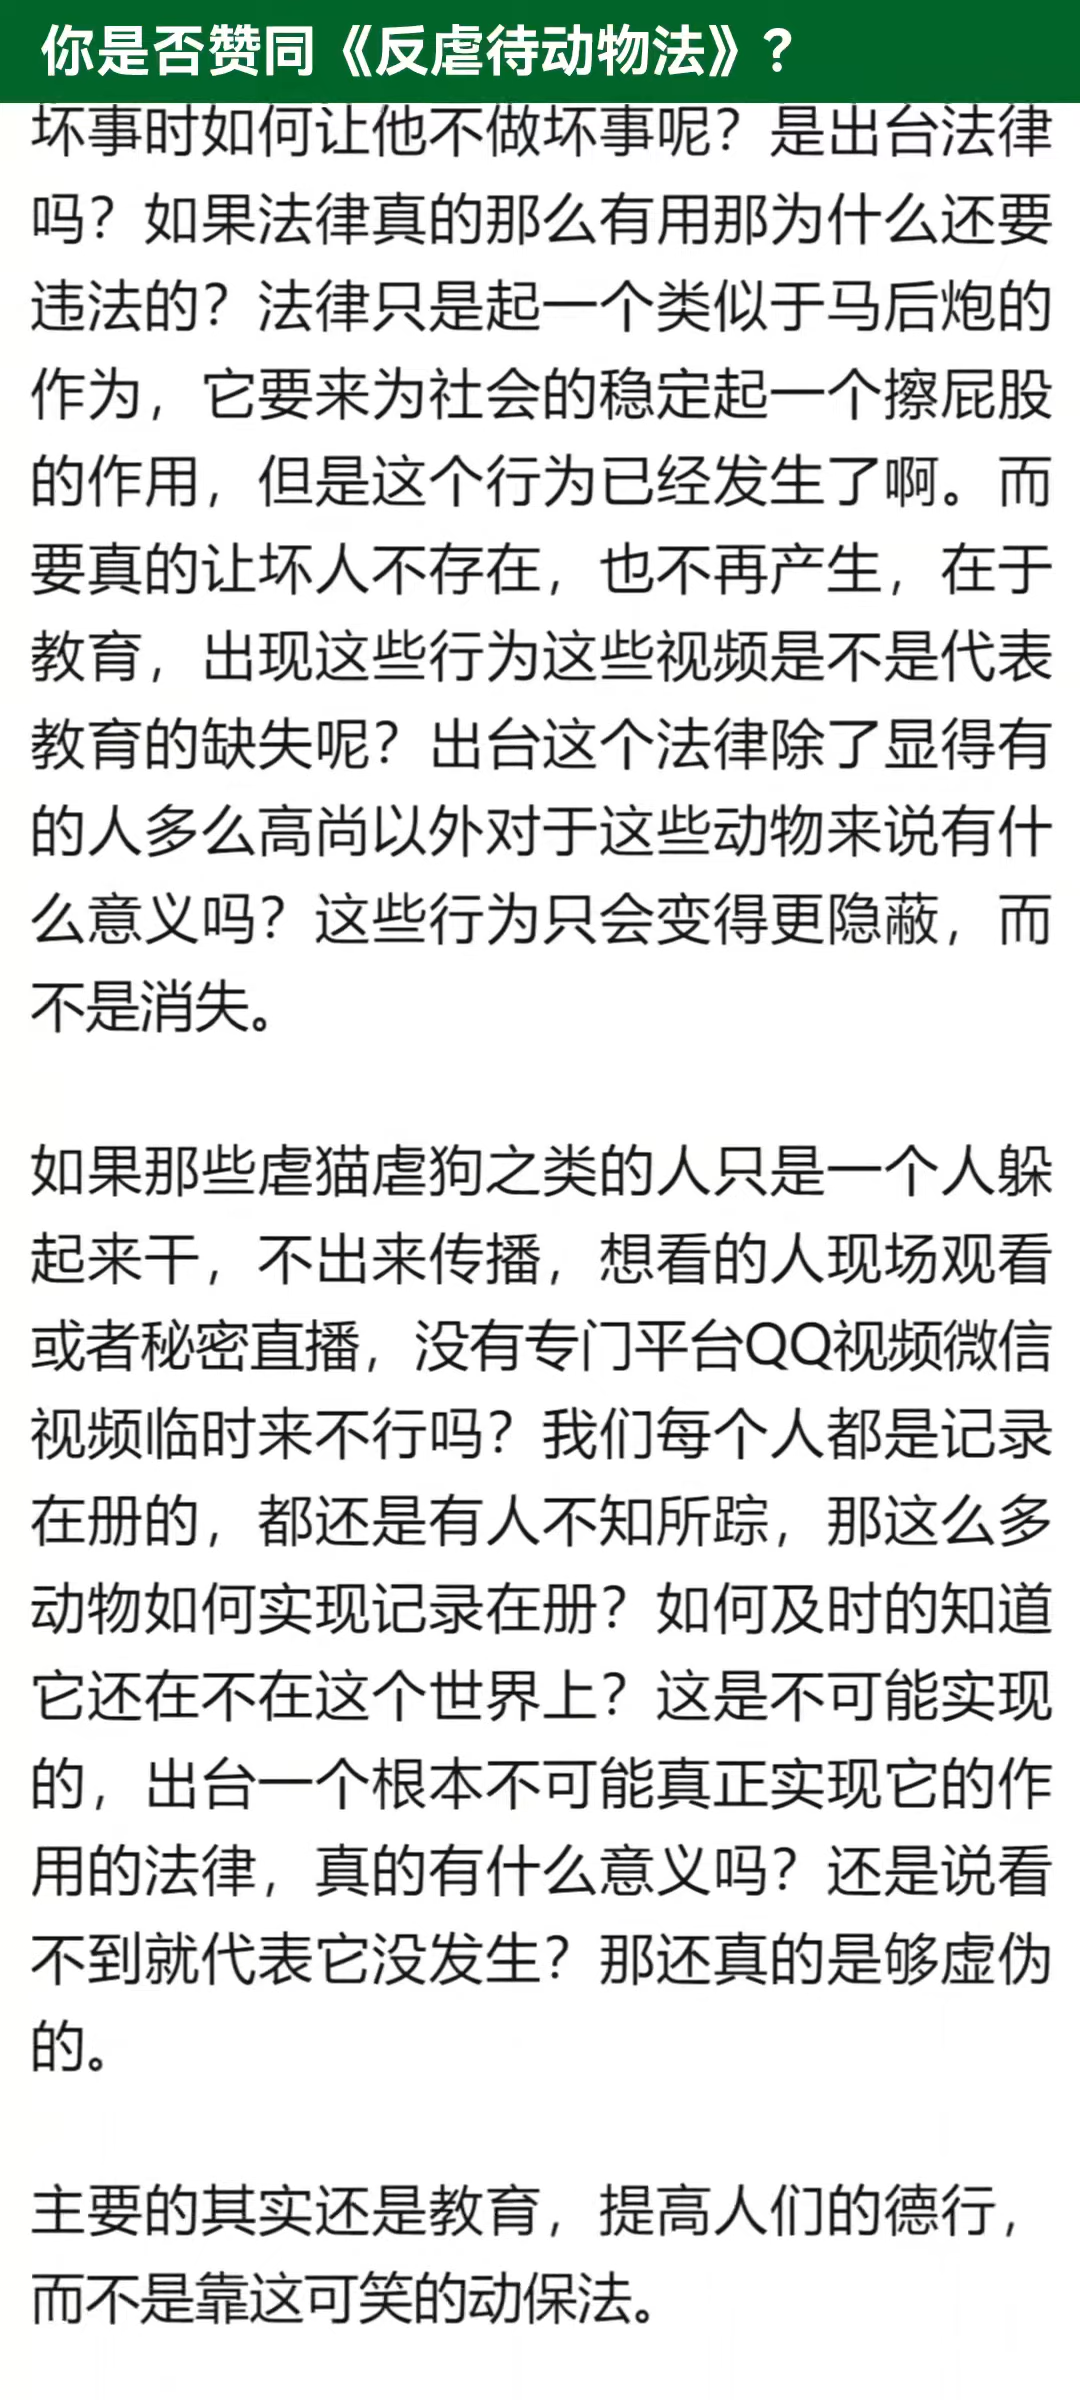 你是否赞同《反虐待动物法》？
坏事时如何让他不做坏事呢？是出台法律
吗？如果法律真的那么有用那为什么还要
违法的？法律只是起一个类似于马后炮的
作为，它要来为社会的稳定起一个擦屁股
的作用，但是这个行为已经发生了啊。而
要真的让坏人不存在，也不再产生，在于
教育，出现这些行为这些视频是不是代表
教育的缺失呢？出台这个法律除了显得有
的人多么高尚以外对于这些动物来说有什
么意义吗？这些行为只会变得更隐蔽，而
不是消失。
如果那些虐猫虐狗之类的人只是一个人躲
起来干，不出来传播，想看的人现场观看
或者秘密直播，没有专门平台QQ视频微信
视频临时来不行吗？我们每个人都是记录
在册的，都还是有人不知所踪，那这么多
动物如何实现记录在册？如何及时的知道
它还在不在这个世界上？这是不可能实现
的，出台一个根本不可能真正实现它的作
用的法律，真的有什么意义吗？还是说看
不到就代表它没发生？那还真的是够虚伪
的。
主要的其实还是教育，提高人们的德行，
而不是靠这可笑的动保法。